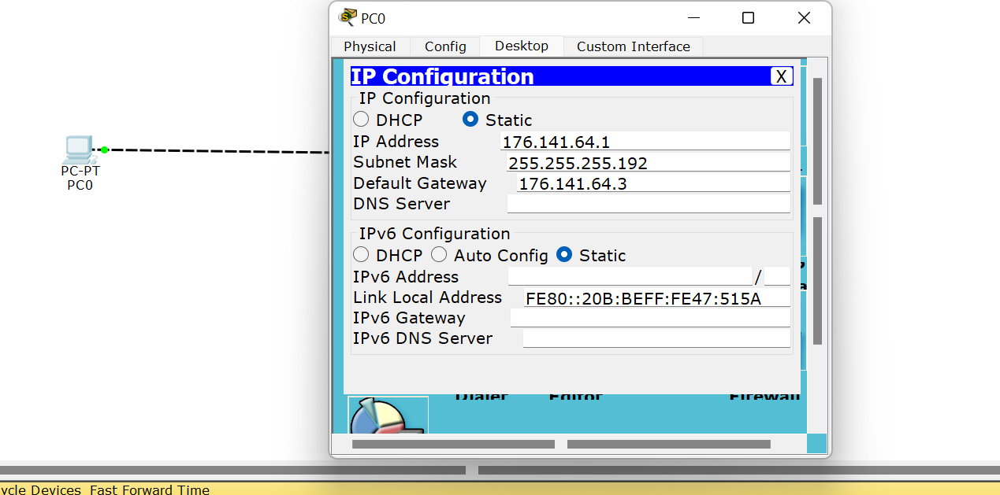 PC0
Physical Config Desktop Custom Interface
IP Configuration X
IP Configuration
DHCP Static
IP Address 176.141.64.1
Subnet Mask 255.255.255.192
Default Gateway 176.141.64.3
DNS Server
IPv6 Configuration
DHCP Auto Config Static
IPv6 Address /
Link Local Address FE80::20B:BEFF:FE47:515A
IPv6 Gateway
IPv6 DNS Server
Dialer Editor Firewall
PC-PT
PC0
ycle Devices Fast Forward Time